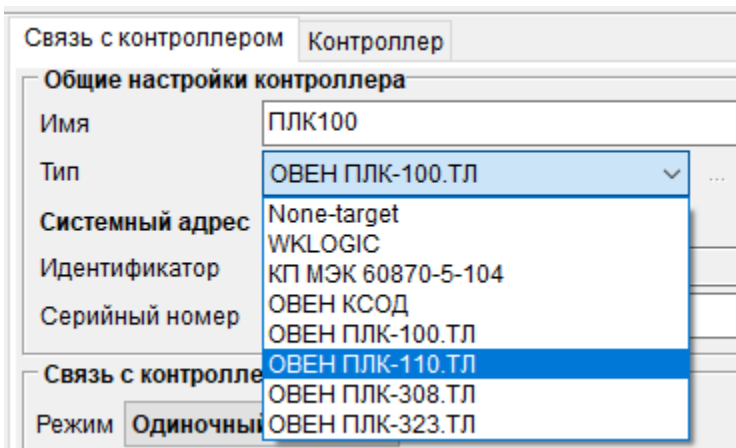 Связь с контроллером Контроллер
Общие настройки контроллера
Имя ПЛК100
Тип ОВЕН ПЛК-100.ТЛ ...
None-target
Системный адрес
WKLOGIC
Идентификатор КП МЭК 60870-5-104
ОВЕН КСОД
Серийный номер
ОВЕН ПЛК-100.ТЛ
Связь с контролле ОВЕН ПЛК-110.ТЛ
ОВЕН ПЛК-308.ТЛ
Режим Одиночный ОВЕН ПЛК-323.ТЛ